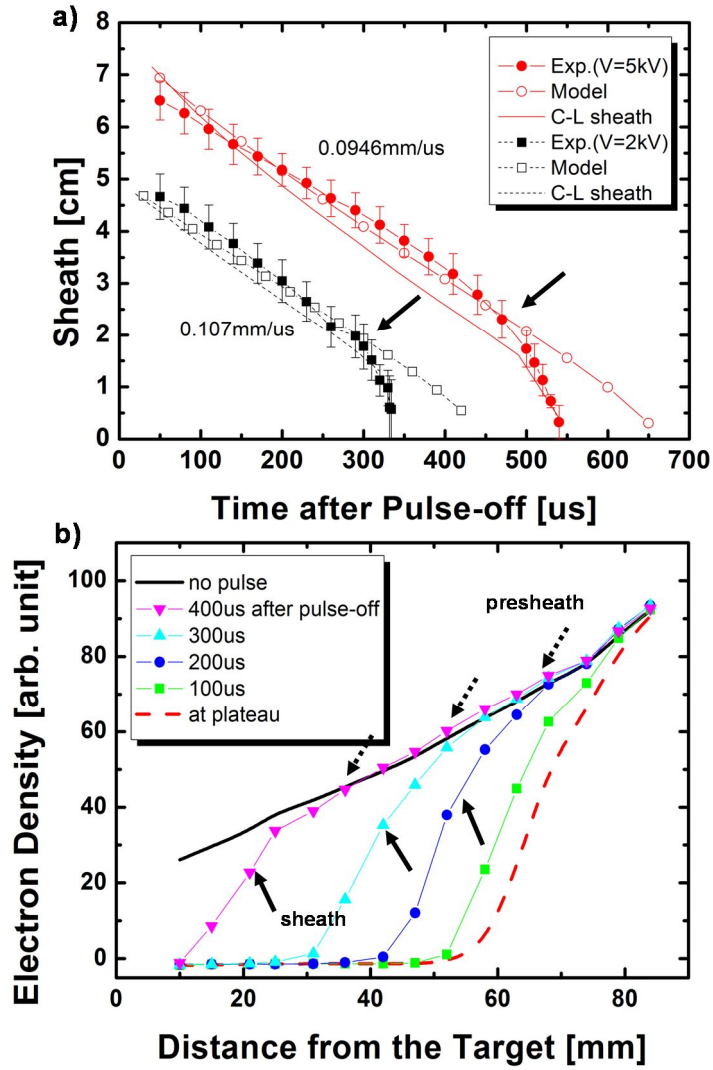 a)
8
7
6
5
4
3
2
1
0
Sheath [cm]
Exp.(V=5kV)
Model
C-L sheath
Exp.(V=2kV)
Model
C-L sheath
0.0946mm/us
0.107mm/us
0 100 200 300 400 500 600 700
Time after Pulse-off [us]
b)
100
80
60
40
20
0
Electron Density [arb. unit]
no pulse
400us after pulse-off
300us
200us
100us
at plateau
presheath
sheath
0 20 40 60 80
Distance from the Target [mm]